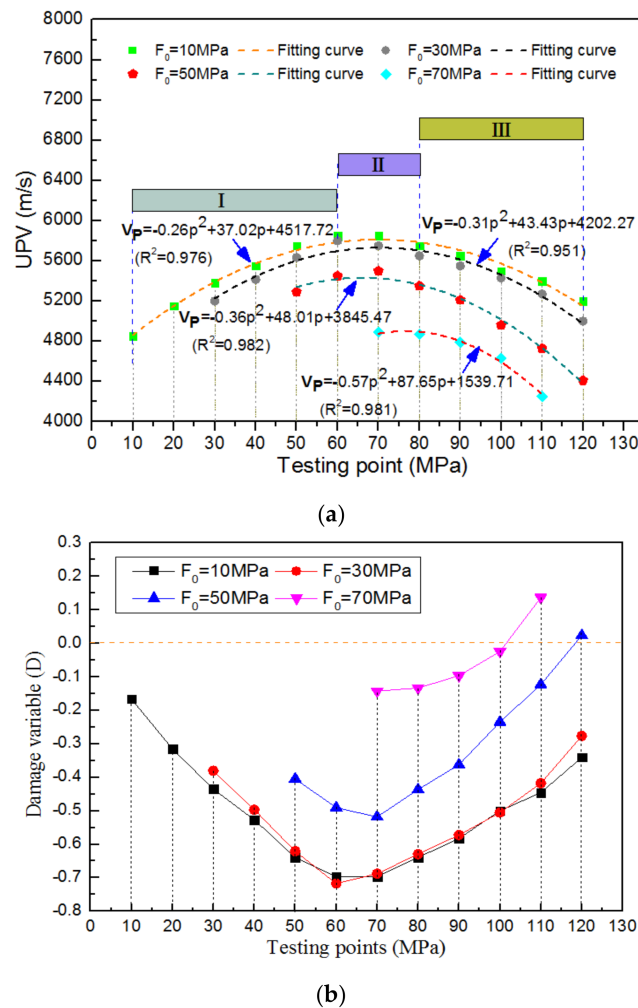 8000
7600
7200
6800
6400
6000
5600
5200
4800
4400
4000
UPV (m/s)
F₀=10MPa Fitting curve F₀=30MPa Fitting curve
F₀=50MPa Fitting curve F₀=70MPa Fitting curve
III
II
I
Vₚ=-0.26p²+37.02p+4517.72
(R²=0.976)
Vₚ=-0.31p²+43.43p+4202.27
(R²=0.951)
Vₚ=-0.36p²+48.01p+3845.47
(R²=0.982)
Vₚ=-0.57p²+87.65p+1539.71
(R²=0.981)
0 10 20 30 40 50 60 70 80 90 100 110 120 130
Testing point (MPa)
(a)
0.3
0.2
0.1
0.0
-0.1
-0.2
-0.3
-0.4
-0.5
-0.6
-0.7
-0.8
Damage variable (D)
F₀=10MPa F₀=30MPa
F₀=50MPa F₀=70MPa
0 10 20 30 40 50 60 70 80 90 100 110 120 130
Testing points (MPa)
(b)